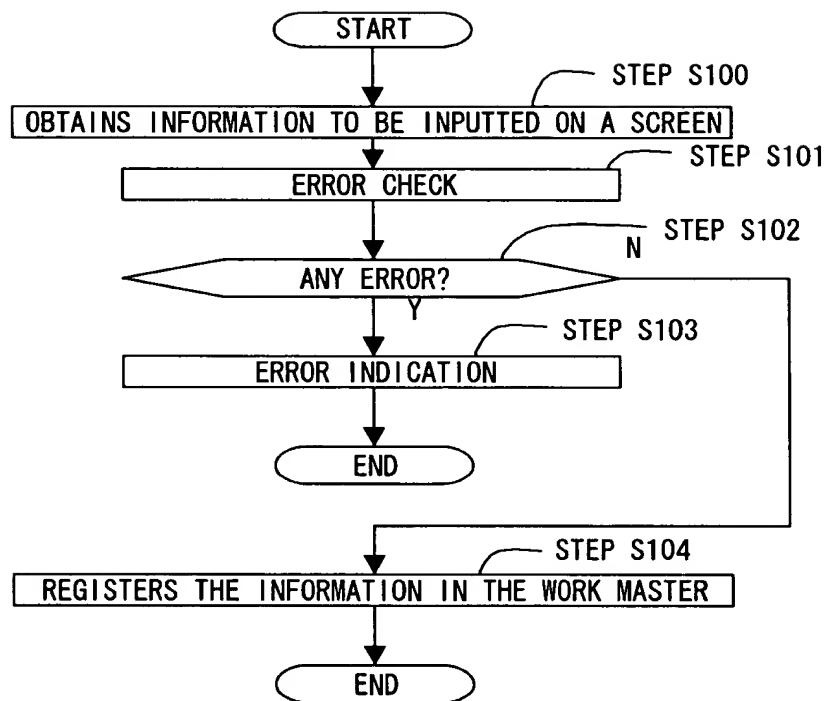 START
STEP S100
OBTAINS INFORMATION TO BE INPUTTED ON A SCREEN
STEP S101
ERROR CHECK
STEP S102
N
ANY ERROR?
Y
STEP S103
ERROR INDICATION
END
STEP S104
REGISTERS THE INFORMATION IN THE WORK MASTER
END